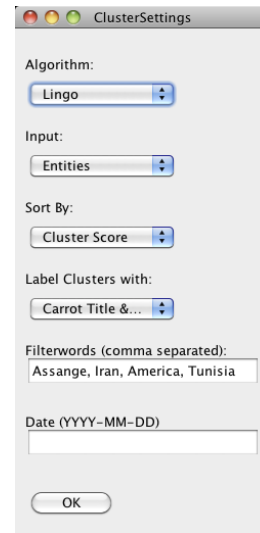 ClusterSettings
Algorithm:
Lingo
Input:
Entities
Sort By:
Cluster Score
Label Clusters with:
Carrot Title &...
Filterwords (comma separated):
Assange, Iran, America, Tunisia
Date (YYYY-MM-DD)
OK